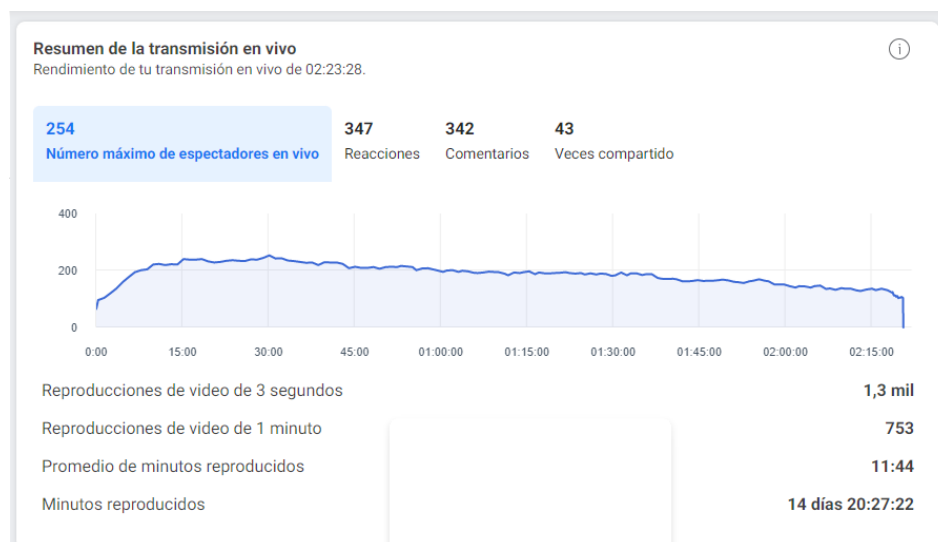 Resumen de la transmisión en vivo
Rendimiento de tu transmisión en vivo de 02:23:28.
254 347 342 43
Número máximo de espectadores en vivo Reacciones Comentarios Veces compartido
400
200
0
0:00 15:00 30:00 45:00 01:00:00 01:15:00 01:30:00 01:45:00 02:00:00 02:15:00
Reproducciones de video de 3 segundos 1,3 mil
Reproducciones de video de 1 minuto 753
Promedio de minutos reproducidos 11:44
Minutos reproducidos 14 días 20:27:22